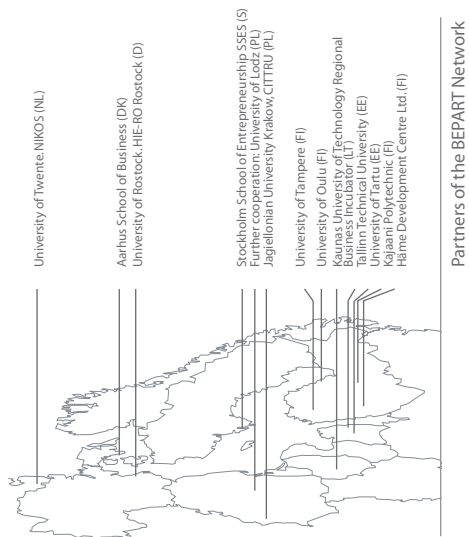 University of Twente. NIKOS (NL)
Aarhus School of Business (DK)
University of Rostock. HIE-RO Rostock (D)
Stockholm School of Entrepreneurship SSES (S)
Further cooperation: University of Lodz (PL)
Jagiellonian University Krakow, CITTRU (PL)
University of Tampere (FI)
University of Oulu (FI)
Kaunas University of Technology Regional
Business Incubator (LT)
Tallinn Technical University (EE)
University of Tartu (EE)
Kajaani Polytechnic (FI)
Häme Development Centre Ltd. (FI)
Partners of the BEPART Network